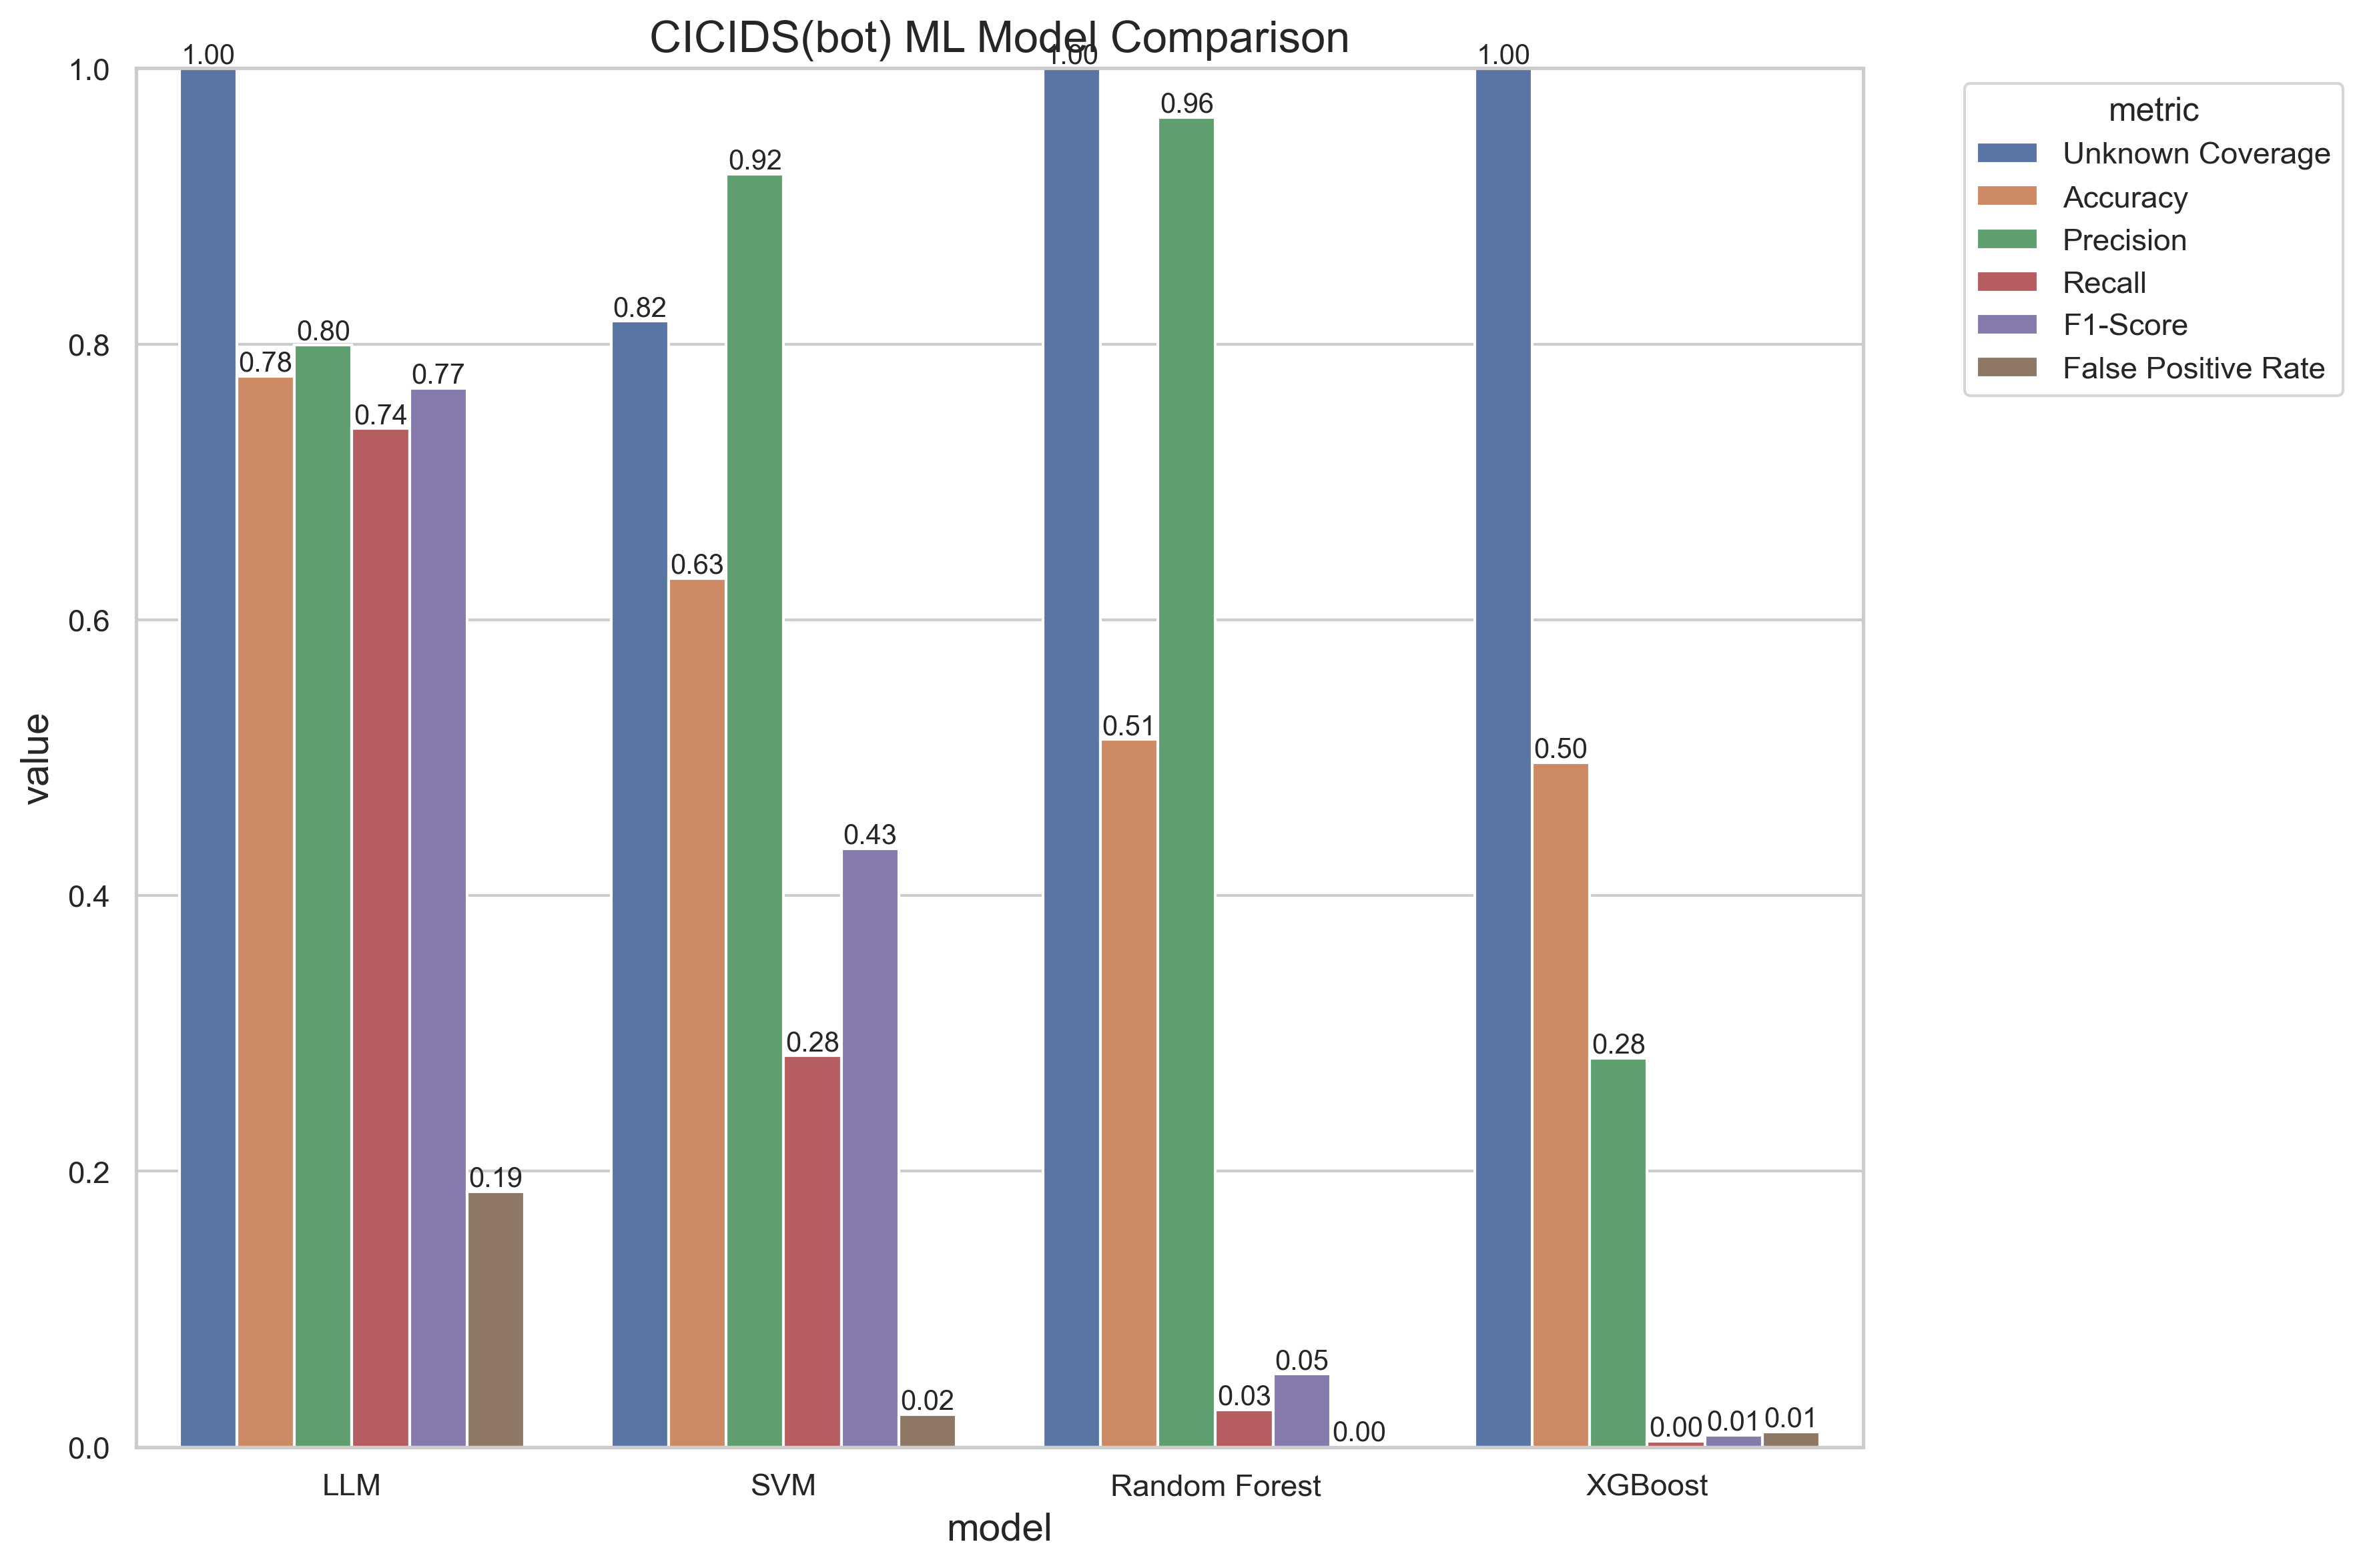 CICIDS(bot) ML Model Comparison
1.00
1.00
1.00
1.0
0.96
0.92
0.82
0.8
0.80
0.78
0.77
0.74
0.63
0.6
0.51
0.50
0.43
0.4
0.28
0.28
0.2
0.19
0.05
0.03
0.02
0.00
0.00
0.01
0.01
0.0
value
LLM
SVM
Random Forest
XGBoost
model
metric
Unknown Coverage
Accuracy
Precision
Recall
F1-Score
False Positive Rate